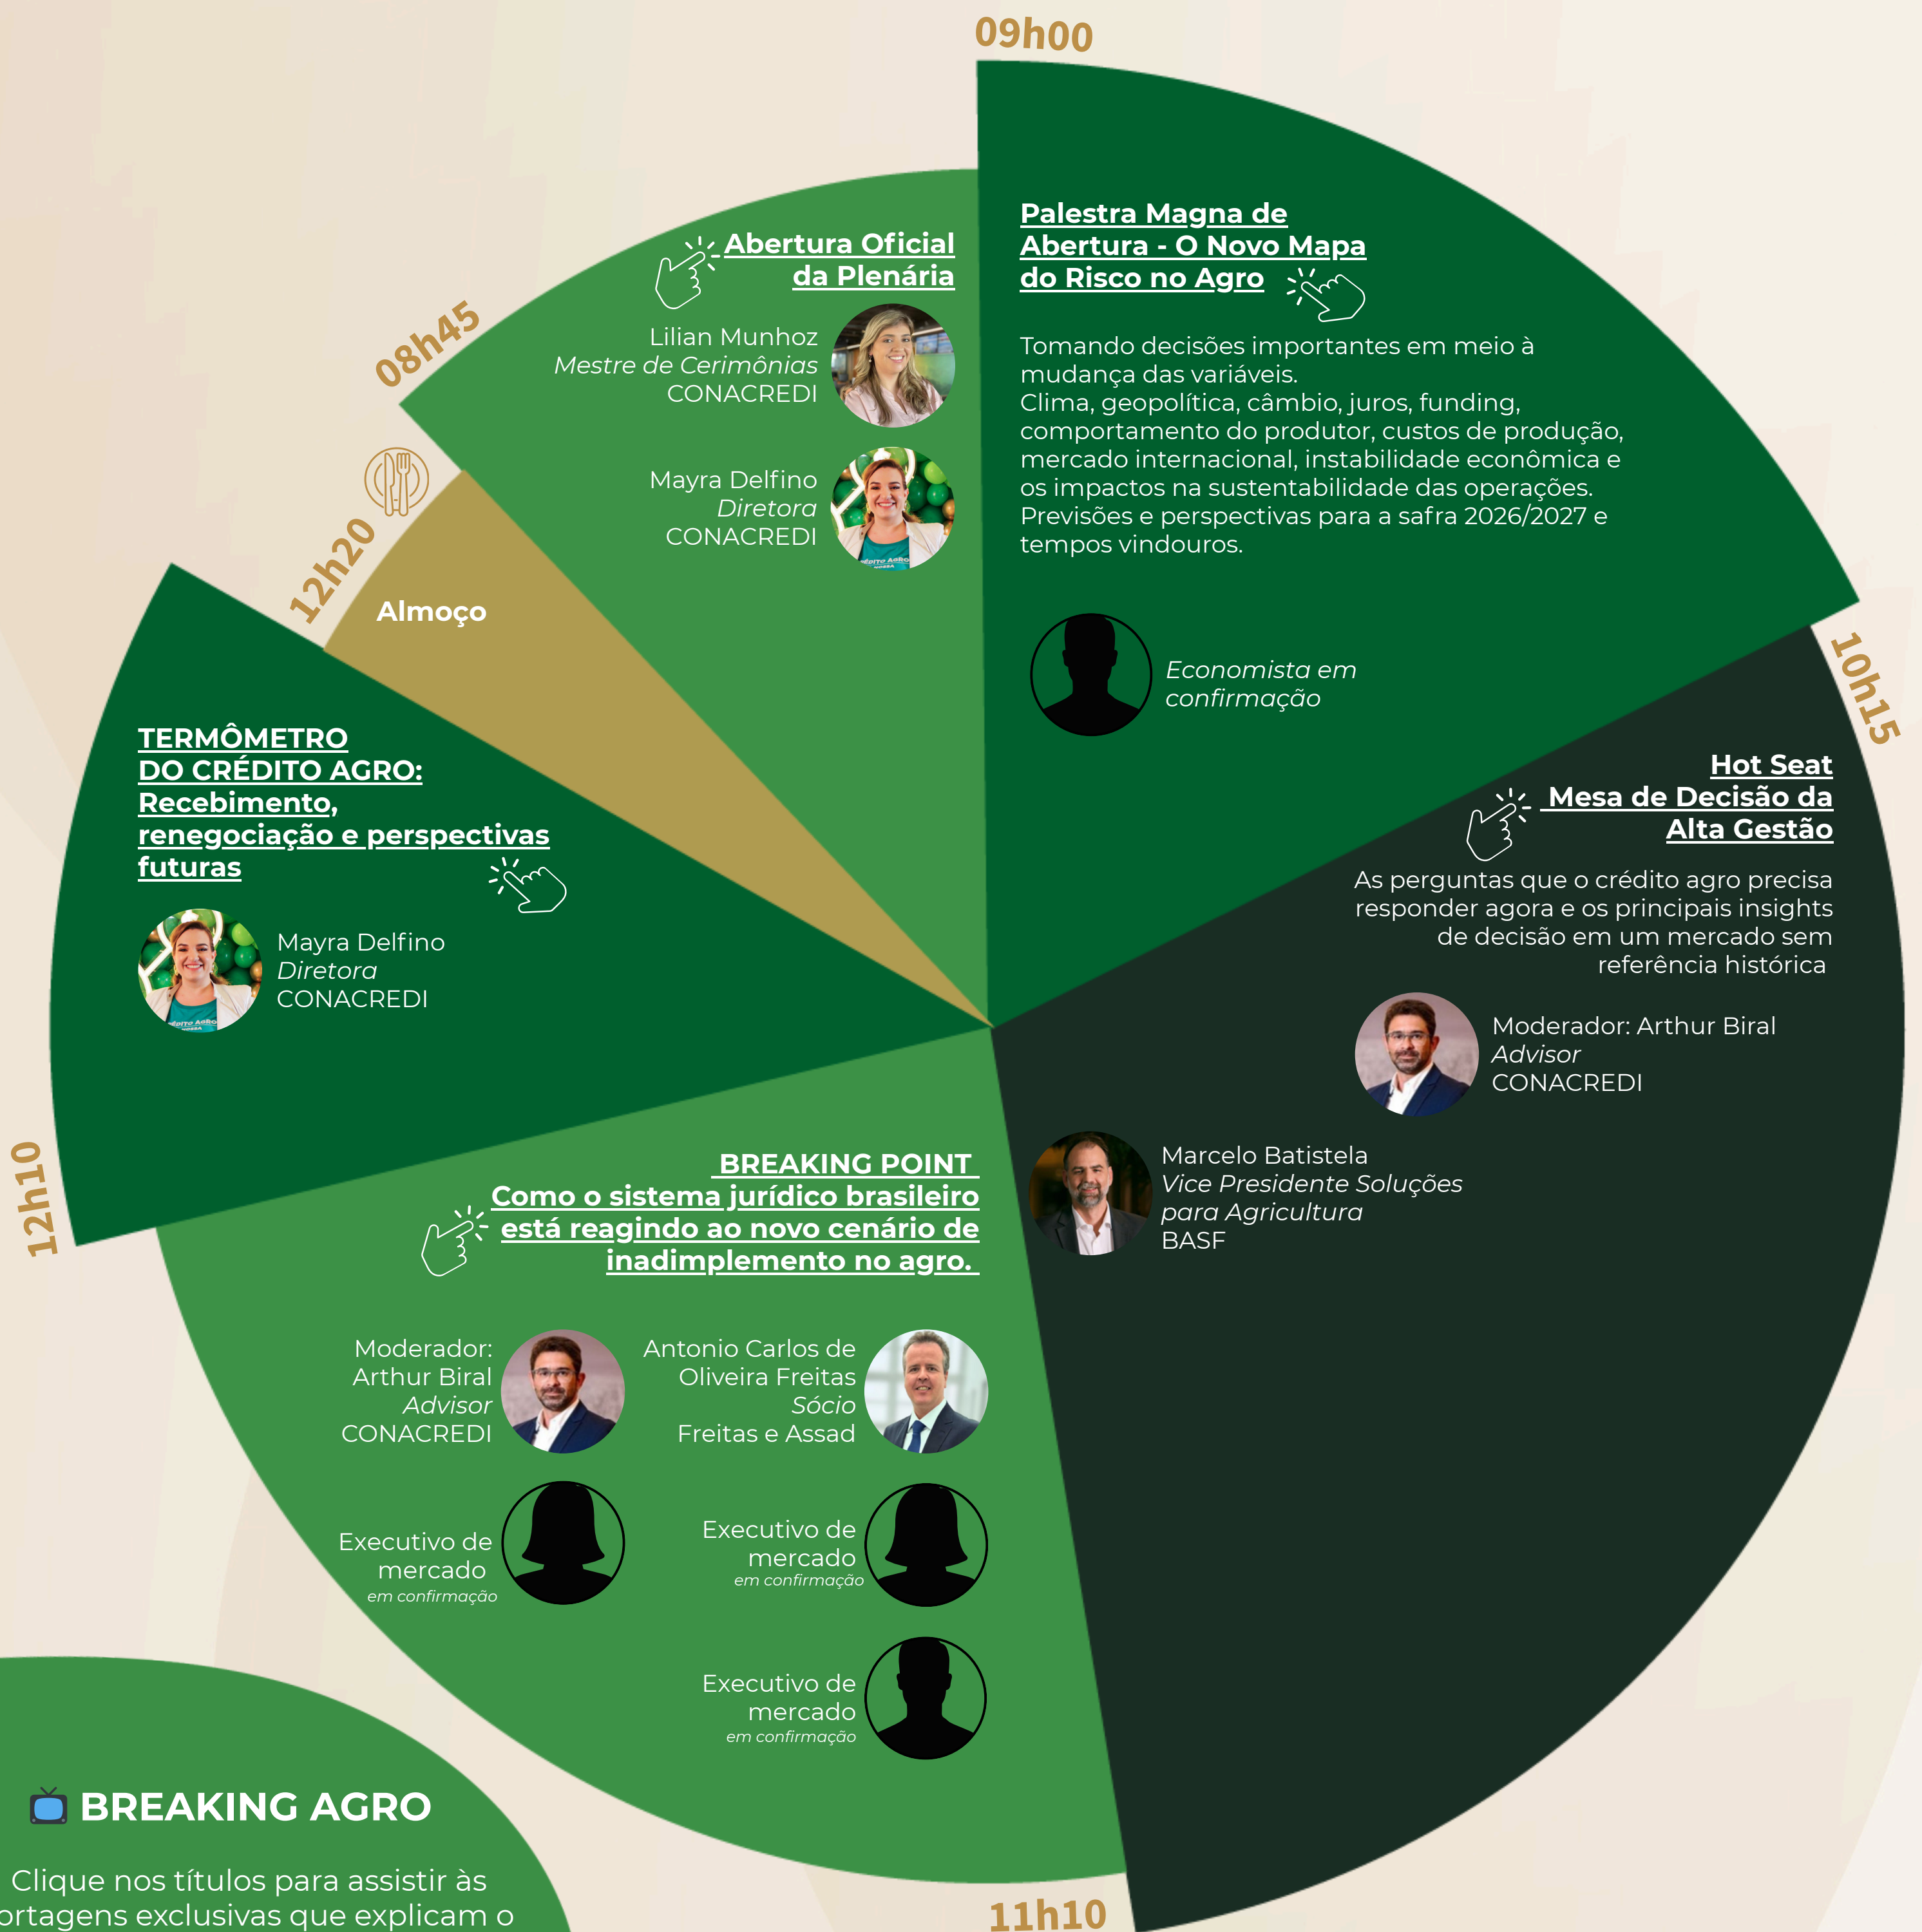 09h00
Palestra Magna de
Abertura - O Novo Mapa
do Risco no Agro
Tomando decisões importantes em meio à
mudança das variáveis.
Clima, geopolítica, câmbio, juros, funding,
comportamento do produtor, custos de produção,
mercado internacional, instabilidade econômica e
os impactos na sustentabilidade das operações.
Previsões e perspectivas para a safra 2026/2027 e
tempos vindouros.
Economista em
confirmação
08h45
Abertura Oficial
da Plenária
Lilian Munhoz
Mestre de Cerimônias
CONACREDI
Mayra Delfino
Diretora
CONACREDI
12h20
Almoço
10h15
Hot Seat
Mesa de Decisão da
Alta Gestão
As perguntas que o crédito agro precisa
responder agora e os principais insights
de decisão em um mercado sem
referência histórica
Moderador: Arthur Biral
Advisor
CONACREDI
Marcelo Batistela
Vice Presidente Soluções
para Agricultura
BASF
TERMÔMETRO
DO CRÉDITO AGRO:
Recebimento,
renegociação e perspectivas
futuras
Mayra Delfino
Diretora
CONACREDI
12h10
BREAKING POINT
Como o sistema jurídico brasileiro
está reagindo ao novo cenário de
inadimplemento no agro.
Moderador:
Arthur Biral
Advisor
CONACREDI
Antonio Carlos de
Oliveira Freitas
Sócio
Freitas e Assad
Executivo de
mercado
em confirmação
Executivo de
mercado
em confirmação
Executivo de
mercado
em confirmação
11h10
BREAKING AGRO
Clique nos títulos para assistir às
ortagens exclusivas que explicam o